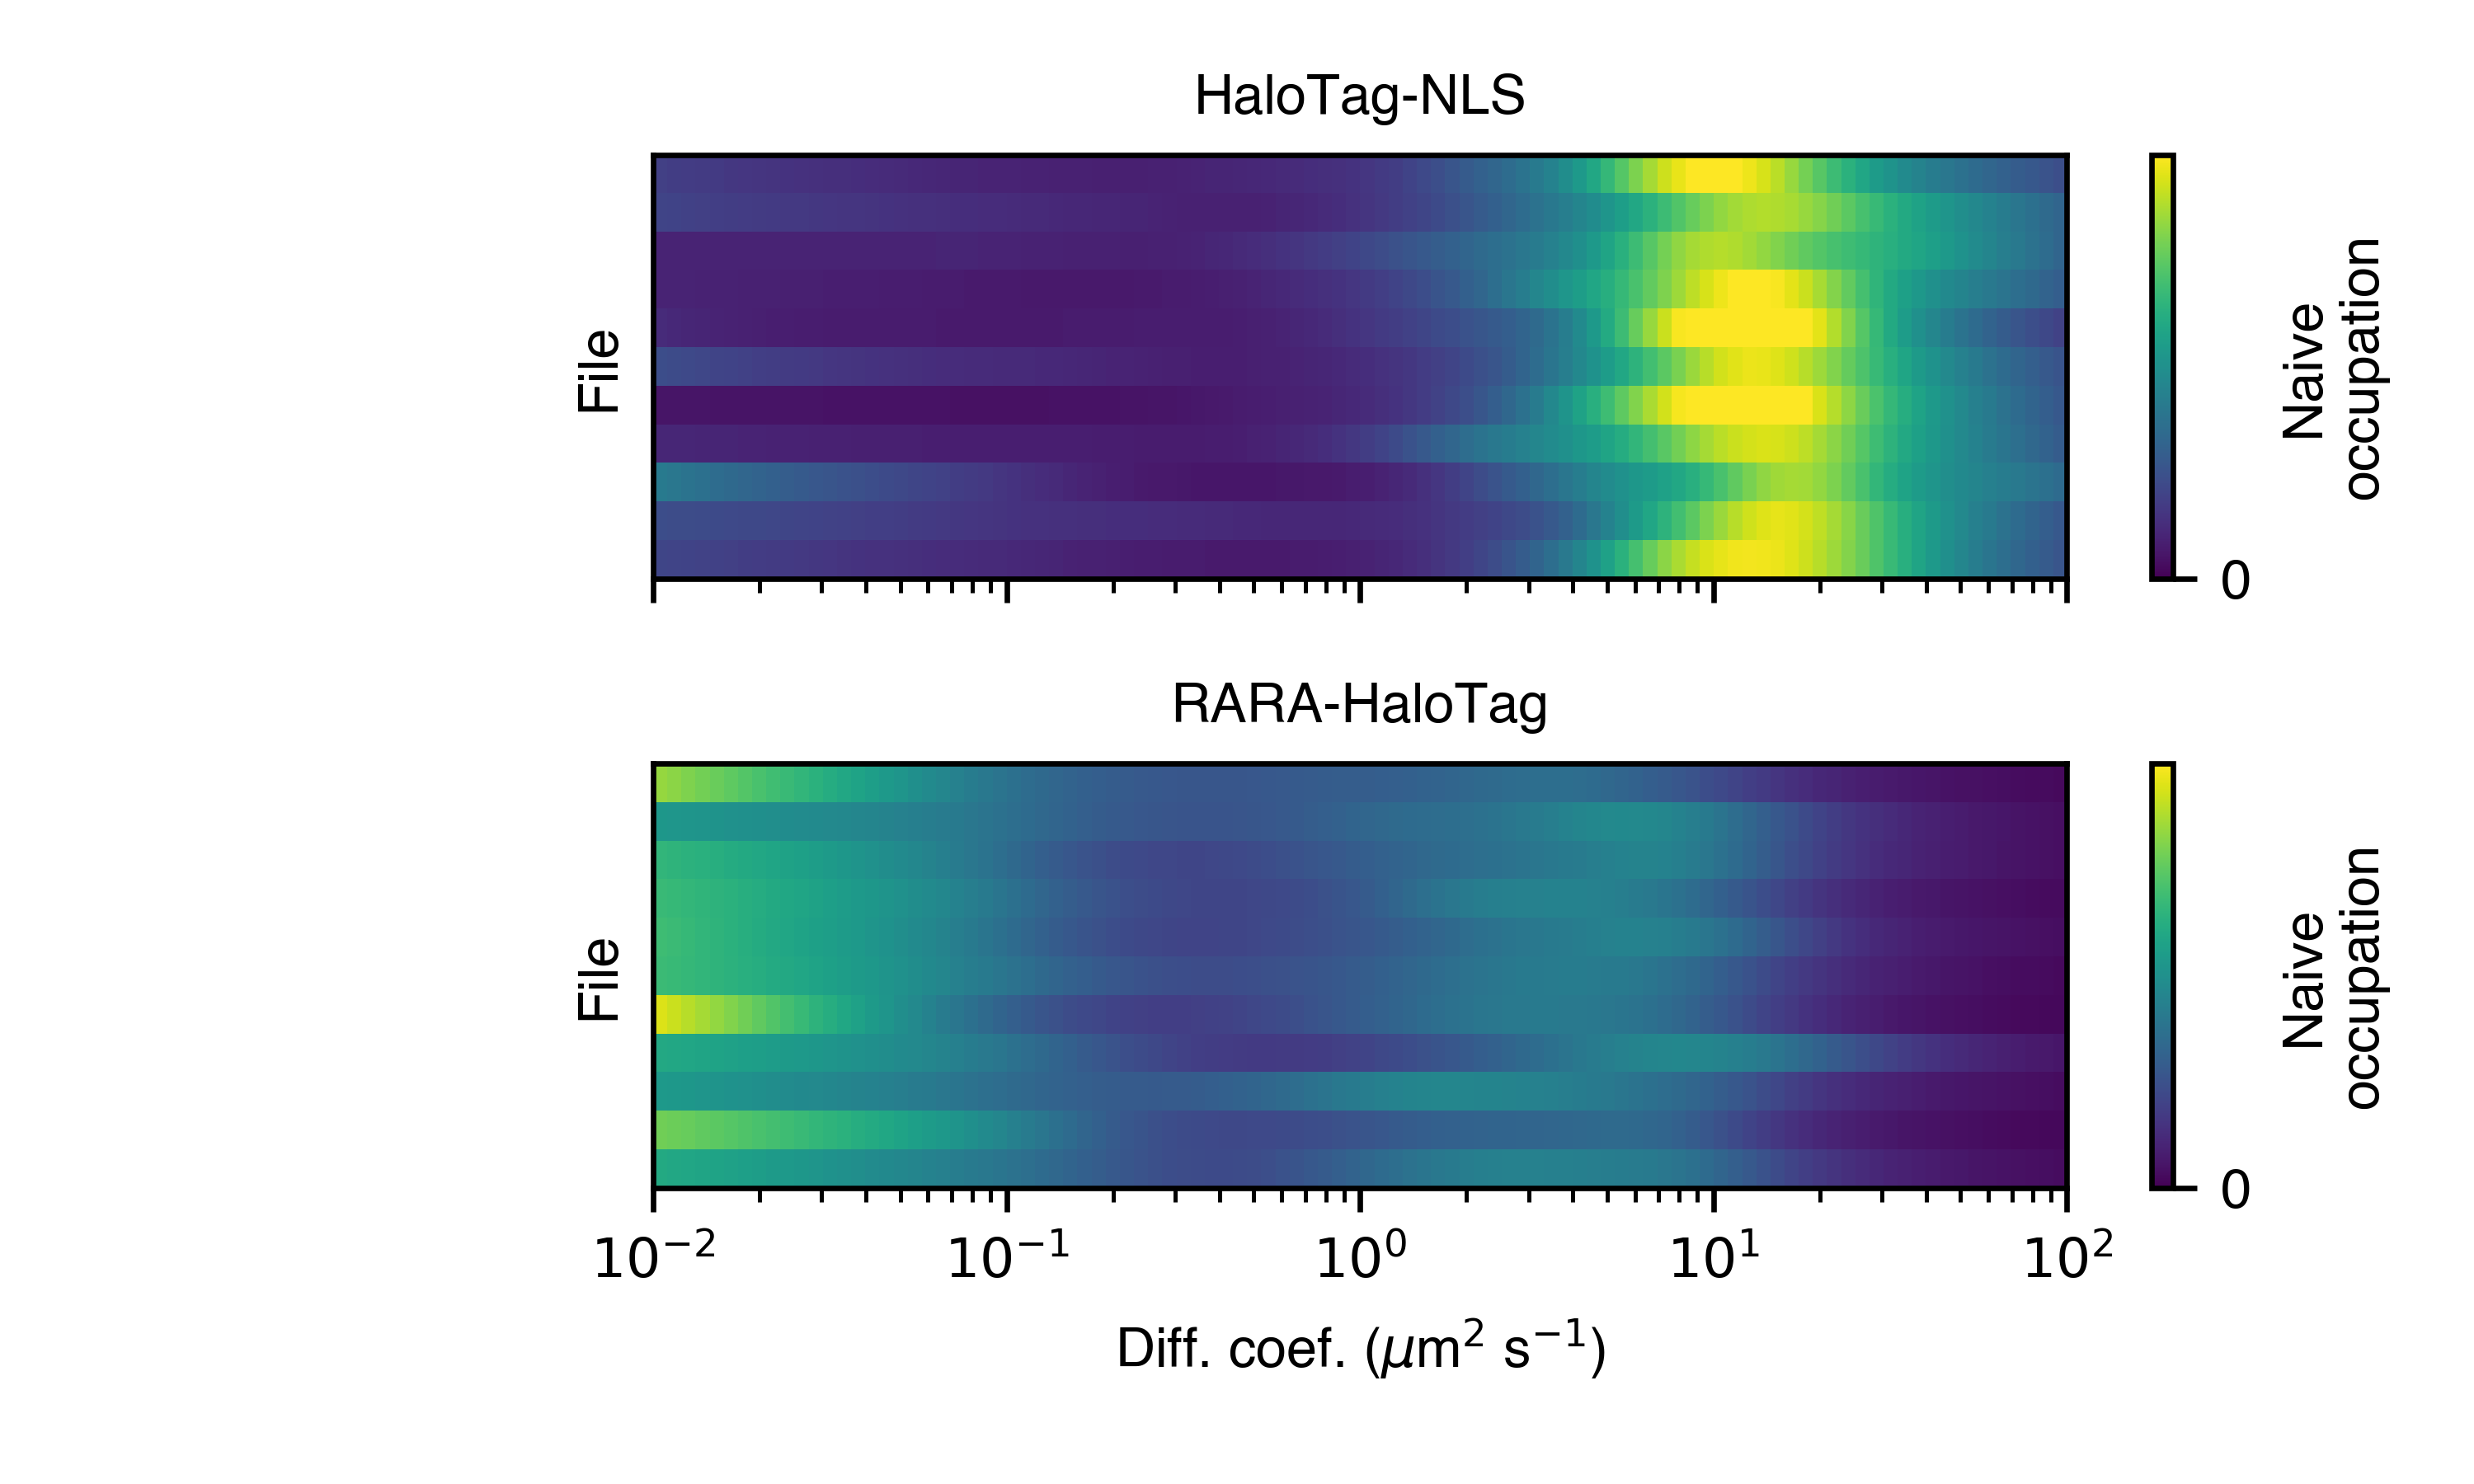 HaloTag-NLS
File
Naive
occupation
0
RARA-HaloTag
File
Naive
occupation
0
10⁻² 10⁻¹ 10⁰ 10¹ 10²
Diff. coef. (μm² s⁻¹)